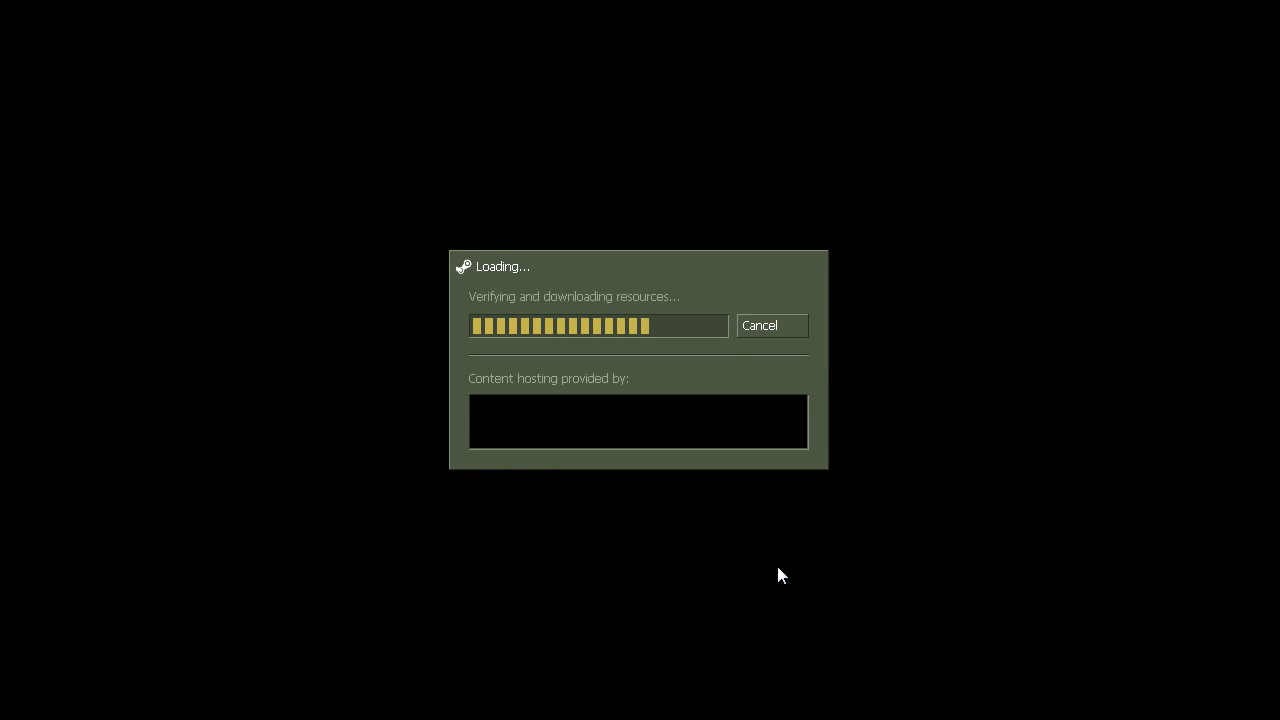 Loading...
Verifying and downloading resources...
Cancel
Content hosting provided by: